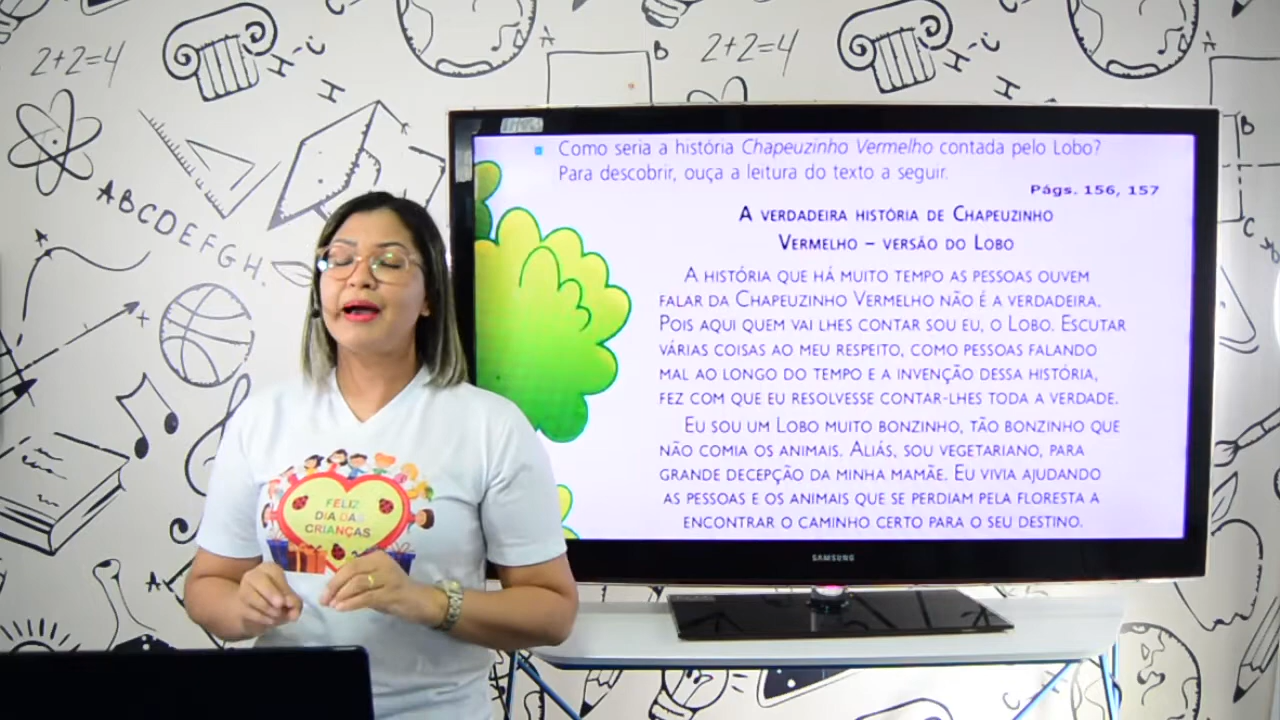 Como seria a história Chapeuzinho Vermelho contada pelo Lobo?
Para descobrir, ouça a leitura do texto a seguir.
Págs. 156, 157
A VERDADEIRA HISTÓRIA DE CHAPEUZINHO
VERMELHO – VERSÃO DO LOBO
A HISTÓRIA QUE HÁ MUITO TEMPO AS PESSOAS OUVEM
FALAR DA CHAPEUZINHO VERMELHO NÃO É A VERDADEIRA.
POIS AQUI QUEM VAI LHES CONTAR SOU EU, O LOBO. ESCUTAR
VÁRIAS COISAS AO MEU RESPEITO, COMO PESSOAS FALANDO
MAL AO LONGO DO TEMPO E A INVENÇÃO DESSA HISTÓRIA,
FEZ COM QUE EU RESOLVESSE CONTAR-LHES TODA A VERDADE.
EU SOU UM LOBO MUITO BONZINHO, TÃO BONZINHO QUE
NÃO COMIA OS ANIMAIS. ALIÁS, SOU VEGETARIANO, PARA
GRANDE DECEPÇÃO DA MINHA MAMÃE. EU VIVIA AJUDANDO
AS PESSOAS E OS ANIMAIS QUE SE PERDIAM PELA FLORESTA A
ENCONTRAR O CAMINHO CERTO PARA O SEU DESTINO.
SAMSUNG
FELIZ
DIA DAS
CRIANÇAS
2+2=4
2+2=4
A
B
A
H-C
H
H-C
H
ABCDEFGH.
B
C
A